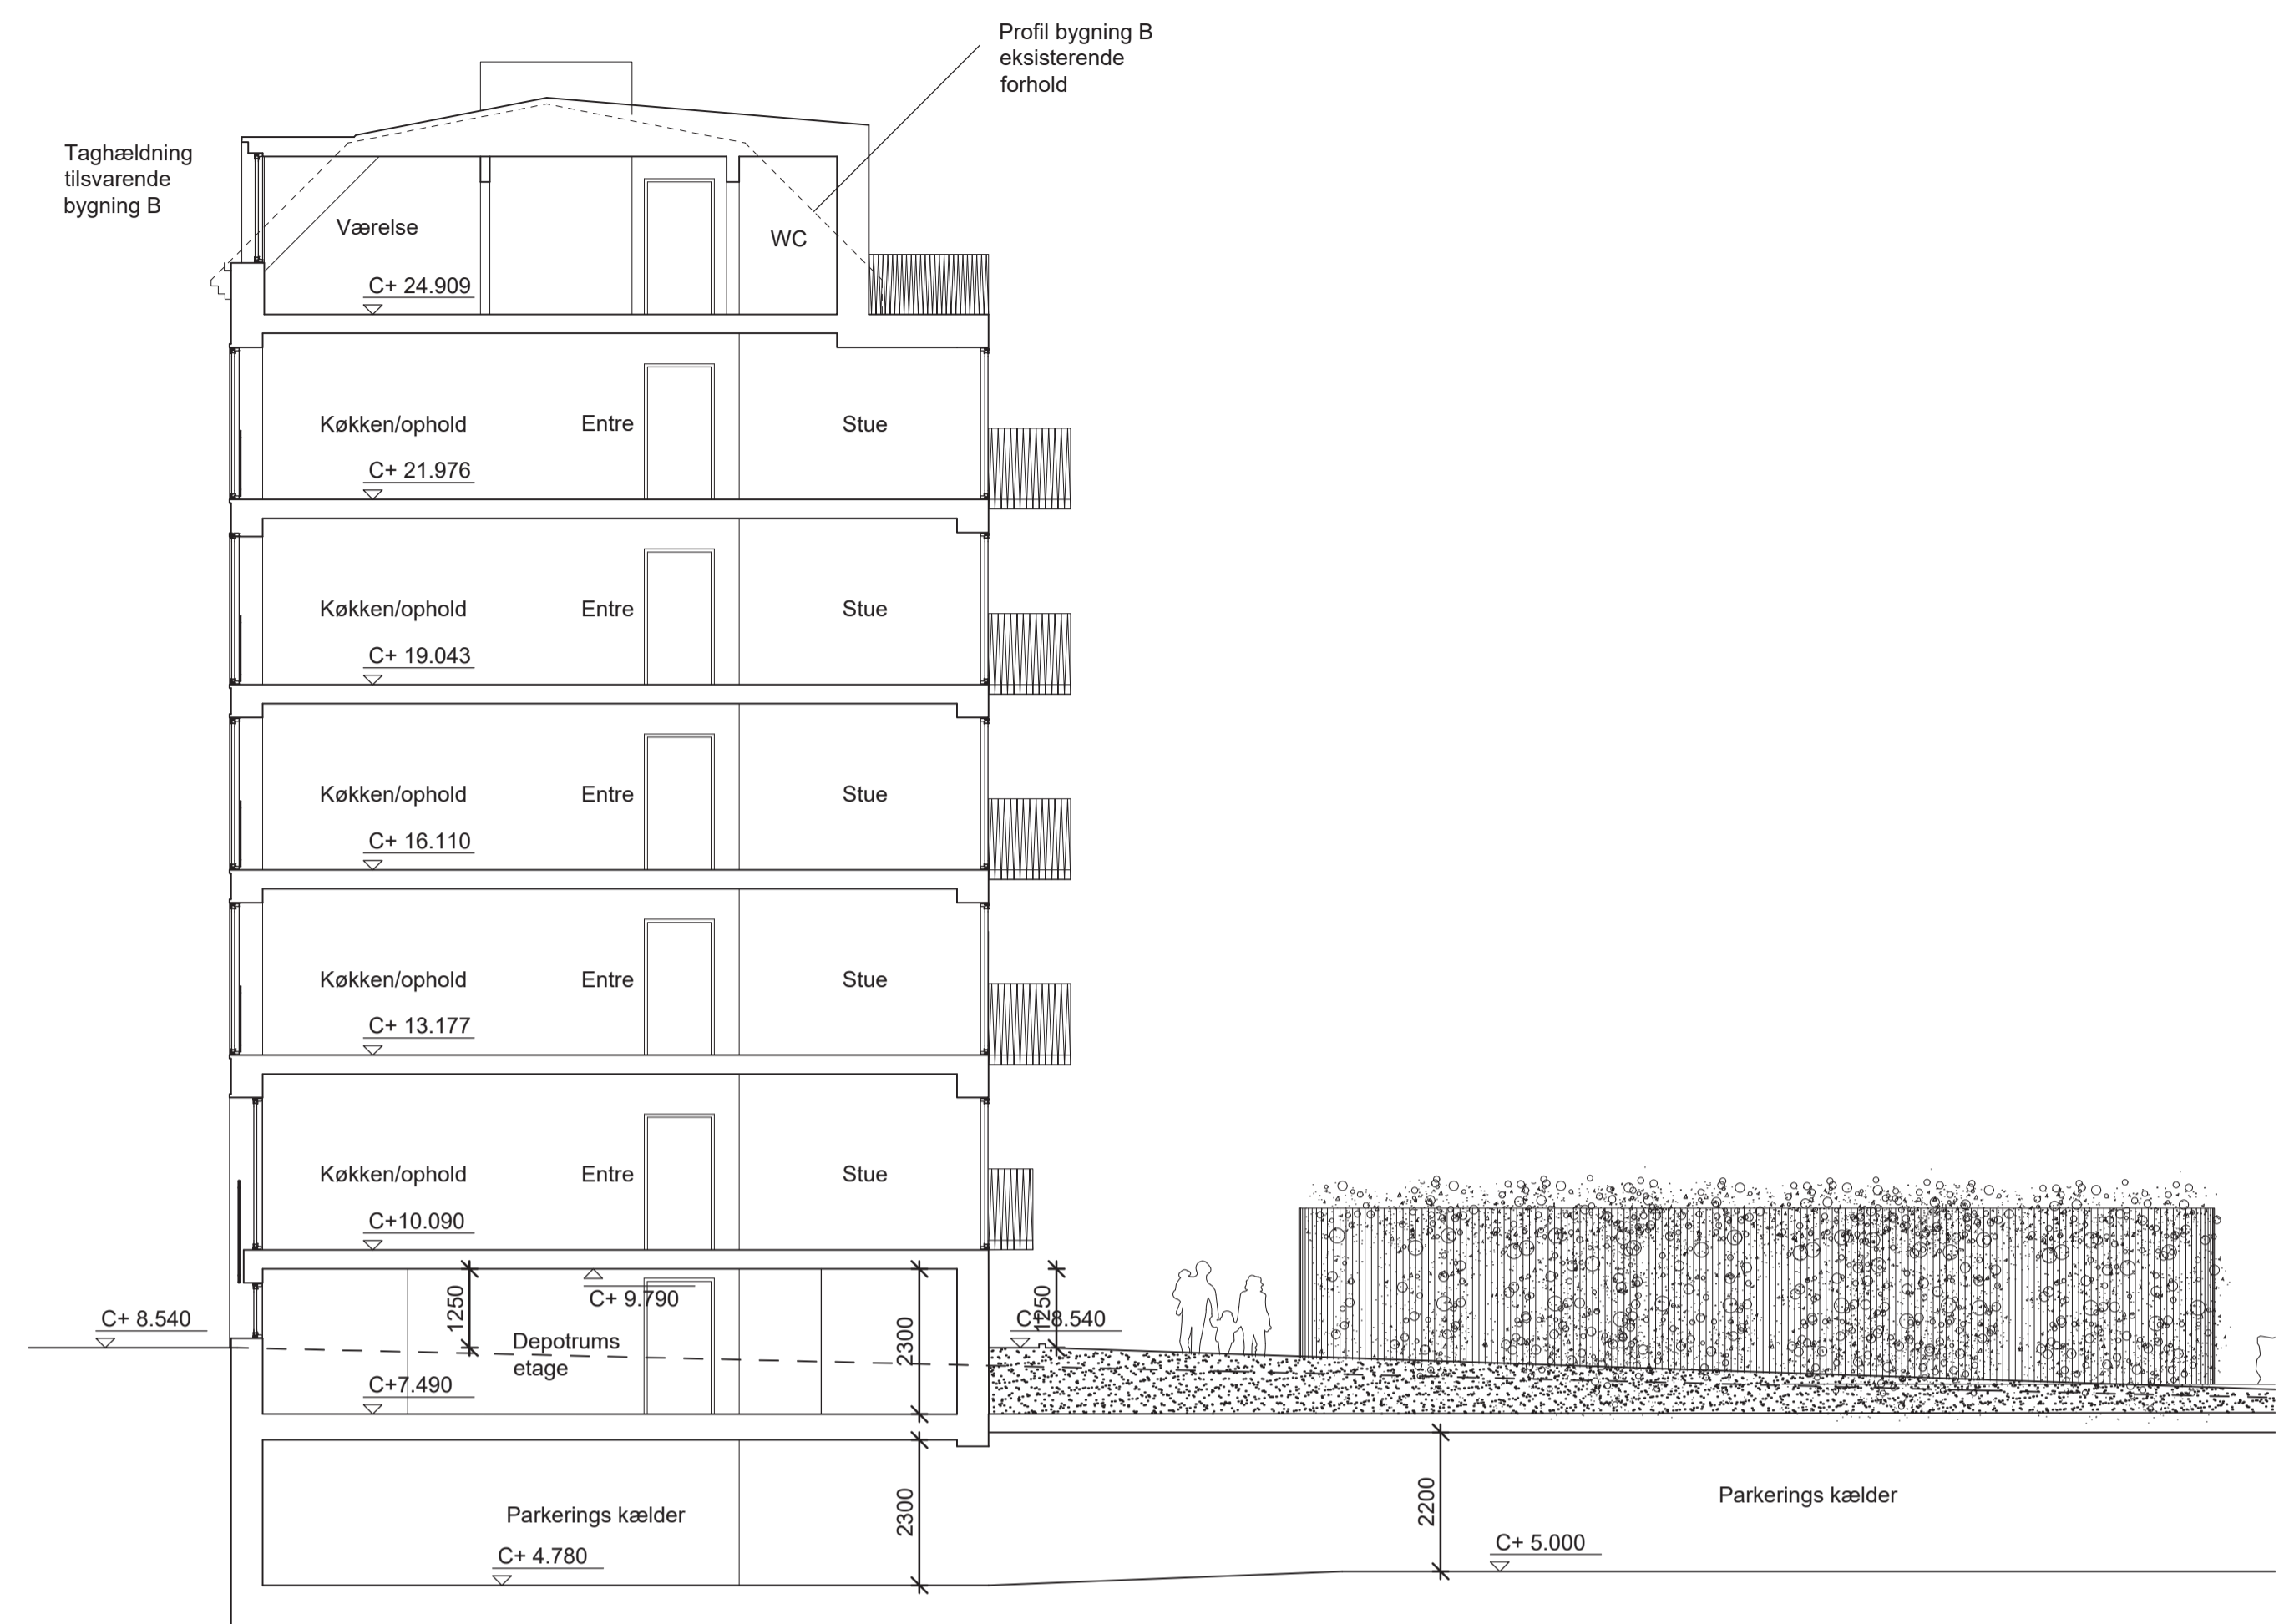 Profil bygning B
eksisterende
forhold
Taghældning
tilsvarende
bygning B
Værelse
WC
C+ 24.909
Køkken/ophold
Entre
Stue
C+ 21.976
Køkken/ophold
Entre
Stue
C+ 19.043
Køkken/ophold
Entre
Stue
C+ 16.110
Køkken/ophold
Entre
Stue
C+ 13.177
Køkken/ophold
Entre
Stue
C+10.090
C+ 8.540
1250
C+ 9.790
2300
C+ 8.540
1250
Depotrums
etage
C+7.490
Parkerings kælder
C+ 4.780
2300
2200
Parkerings kælder
C+ 5.000